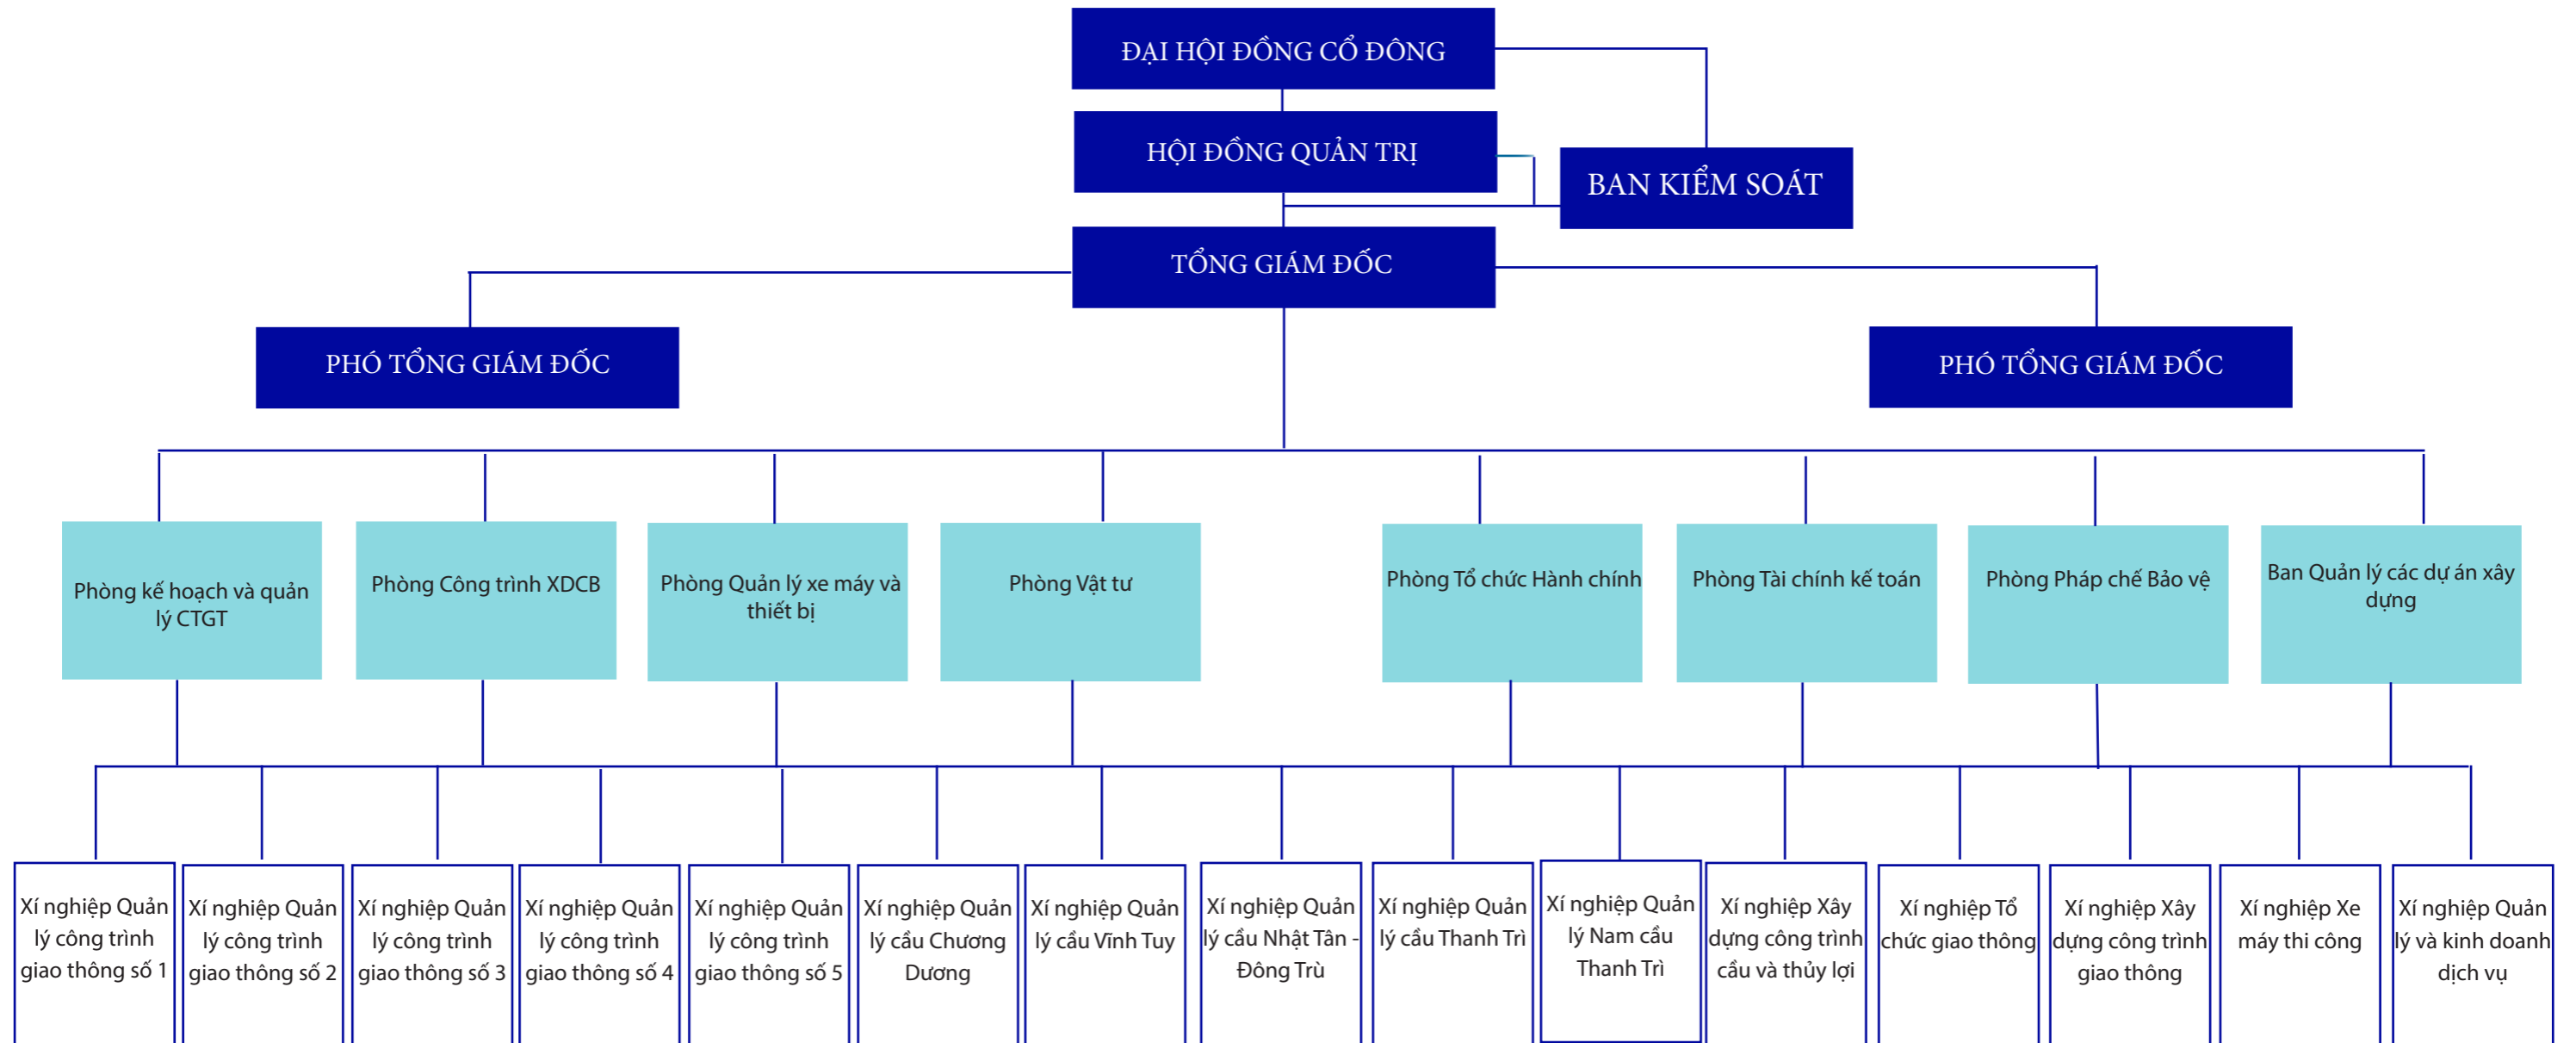 ĐẠI HỘI ĐỒNG CỔ ĐÔNG
HỘI ĐỒNG QUẢN TRỊ
BAN KIỂM SOÁT
TỔNG GIÁM ĐỐC
PHÓ TỔNG GIÁM ĐỐC
PHÓ TỔNG GIÁM ĐỐC
Phòng kế hoạch và quản
lý CTGT
Phòng Công trình XDCB
Phòng Quản lý xe máy và
thiết bị
Phòng Vật tư
Phòng Tổ chức Hành chính
Phòng Tài chính kế toán
Phòng Pháp chế Bảo vệ
Ban Quản lý các dự án xây
dựng
Xí nghiệp Quản
lý công trình
giao thông số 1
Xí nghiệp Quản
lý công trình
giao thông số 2
Xí nghiệp Quản
lý công trình
giao thông số 3
Xí nghiệp Quản
lý công trình
giao thông số 4
Xí nghiệp Quản
lý công trình
giao thông số 5
Xí nghiệp Quản
lý cầu Chương
Dương
Xí nghiệp Quản
lý cầu Vĩnh Tuy
Xí nghiệp Quản
lý cầu Nhật Tân -
Đông Trù
Xí nghiệp Quản
lý cầu Thanh Trì
Xí nghiệp Quản
lý Nam cầu
Thanh Trì
Xí nghiệp Xây
dựng công trình
cầu và thủy lợi
Xí nghiệp Tổ
chức giao thông
Xí nghiệp Xây
dựng công trình
giao thông
Xí nghiệp Xe
máy thi công
Xí nghiệp Quản
lý và kinh doanh
dịch vụ